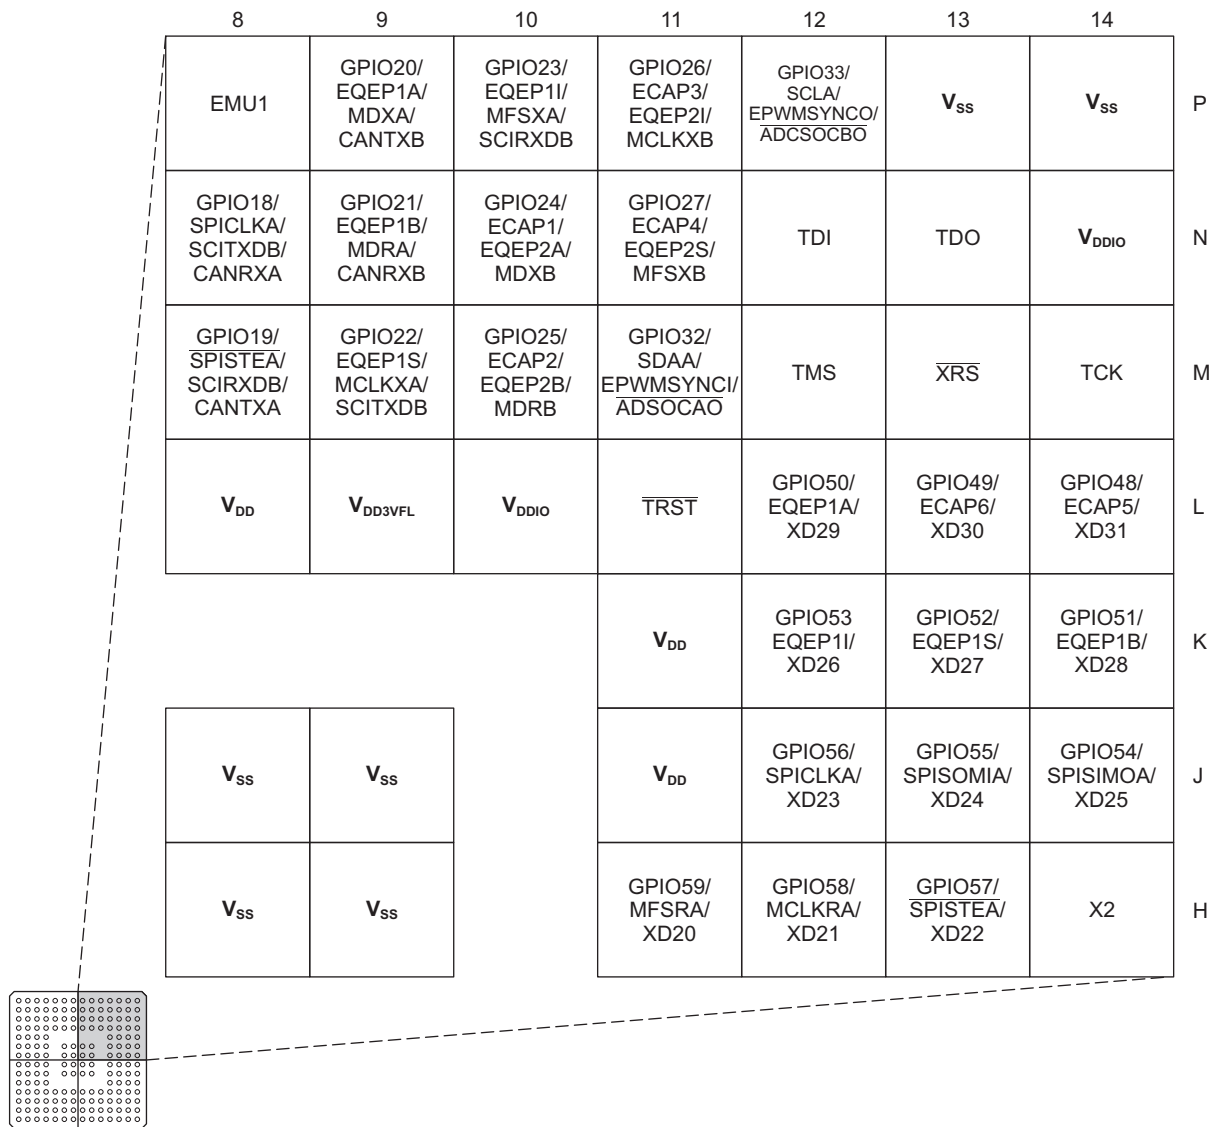 8 9 10 11 12 13 14
EMU1
GPIO20/
EQEP1A/
MDXA/
CANTXB
GPIO23/
EQEP1I/
MFSXA/
SCIRXDB
GPIO26/
ECAP3/
EQEP2I/
MCLKXB
GPIO33/
SCLA/
EPWMSYNCO/
ADCSOCBO
VSS
VSS
P
GPIO18/
SPICLKA/
SCITXDB/
CANRXA
GPIO21/
EQEP1B/
MDRA/
CANRXB
GPIO24/
ECAP1/
EQEP2A/
MDXB
GPIO27/
ECAP4/
EQEP2S/
MFSXB
TDI
TDO
VDDIO
N
GPIO19/
SPISTEA/
SCIRXDB/
CANTXA
GPIO22/
EQEP1S/
MCLKXA/
SCITXDB
GPIO25/
ECAP2/
EQEP2B/
MDRB
GPIO32/
SDAA/
EPWMSYNCI/
ADSOCAO
TMS
XRS
TCK
M
VDD
VDD3VFL
VDDIO
TRST
GPIO50/
EQEP1A/
XD29
GPIO49/
ECAP6/
XD30
GPIO48/
ECAP5/
XD31
L
VDD
GPIO53
EQEP1I/
XD26
GPIO52/
EQEP1S/
XD27
GPIO51/
EQEP1B/
XD28
K
VSS
VSS
VDD
GPIO56/
SPICLKA/
XD23
GPIO55/
SPISOMIA/
XD24
GPIO54/
SPISIMOA/
XD25
J
VSS
VSS
GPIO59/
MFSRA/
XD20
GPIO58/
MCLKRA/
XD21
GPIO57/
SPISTEA/
XD22
X2
H